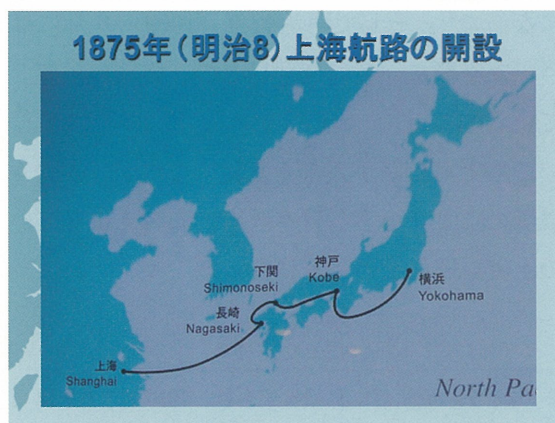 1875年（明治8）上海航路の開設
神戸
Kobe
下関
Shimonoseki
横浜
Yokohama
長崎
Nagasaki
上海
Shanghai
North Pa